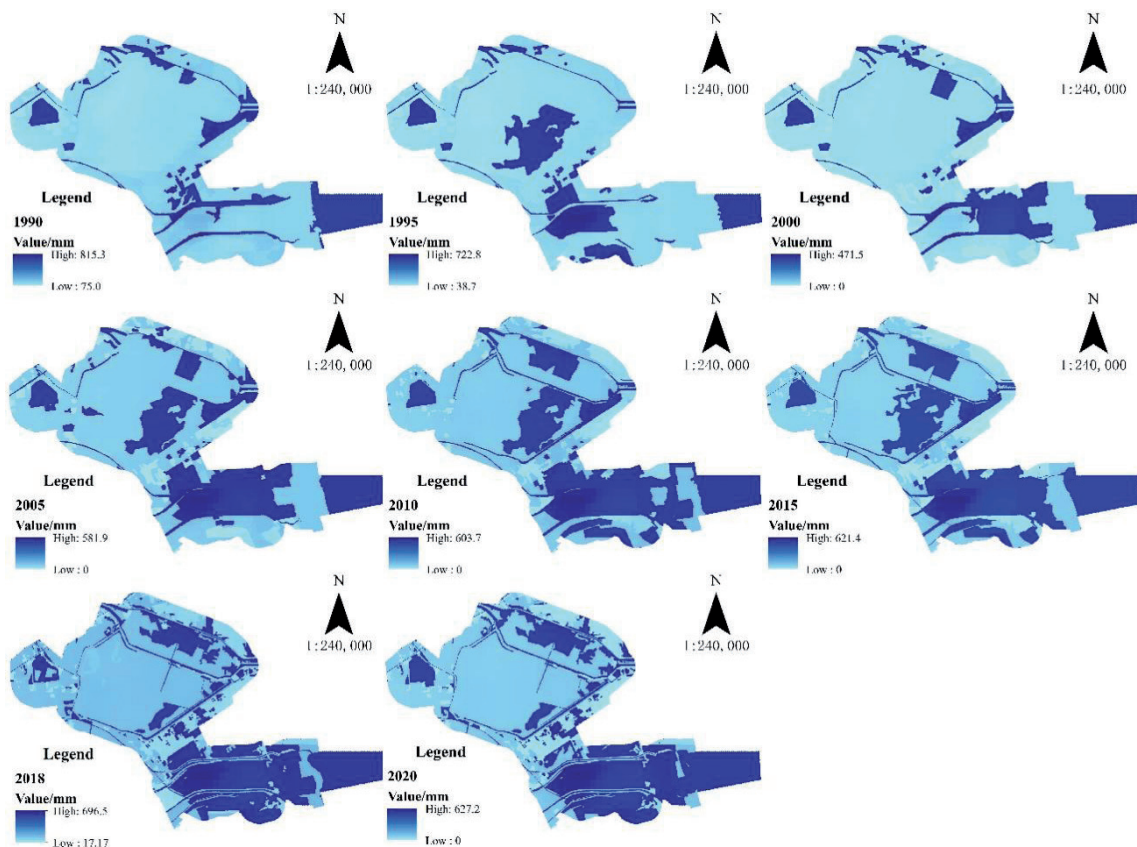 N
1:240,000
Legend
1990
Value/mm
High: 815.3
Low : 75.0
N
1:240,000
Legend
1995
Value/mm
High: 722.8
Low : 38.7
N
1:240,000
Legend
2000
Value/mm
High: 471.5
Low : 0
N
1:240,000
Legend
2005
Value/mm
High: 581.9
Low : 0
N
1:240,000
Legend
2010
Value/mm
High: 603.7
Low : 0
N
1:240,000
Legend
2015
Value/mm
High: 621.4
Low : 0
N
1:240,000
Legend
2018
Value/mm
High: 696.5
Low : 17.17
N
1:240,000
Legend
2020
Value/mm
High: 627.2
Low : 0